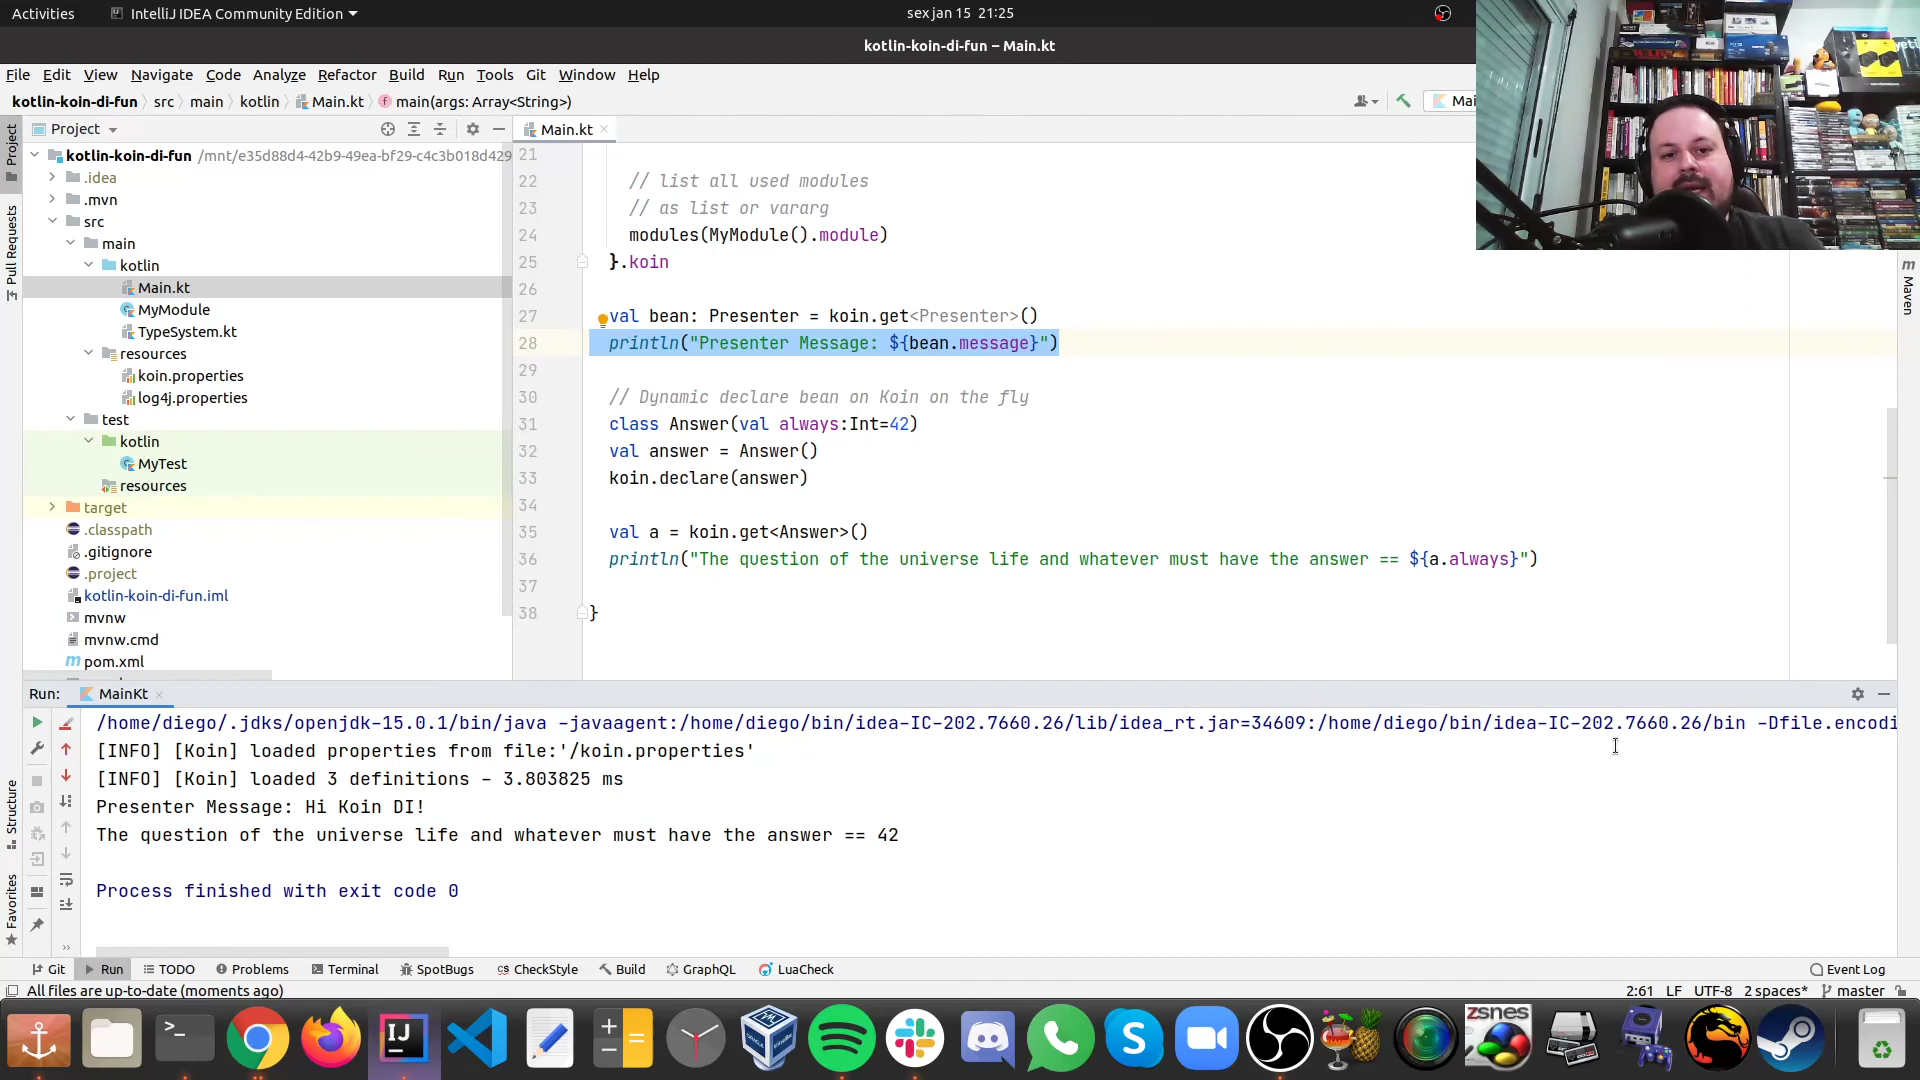 Activities
IntelliJ IDEA Community Edition
sex jan 15 21:25
kotlin-koin-di-fun – Main.kt
File Edit View Navigate Code Analyze Refactor Build Run Tools Git Window Help
kotlin-koin-di-fun src main kotlin Main.kt main(args: Array<String>)
Mai
Project
Main.kt
Project
Pull Requests
Structure
Favorites
Maven
kotlin-koin-di-fun /mnt/e35d88d4-42b9-49ea-bf29-c4c3b018d429
.idea
.mvn
src
main
kotlin
Main.kt
MyModule
TypeSystem.kt
resources
koin.properties
log4j.properties
test
kotlin
MyTest
resources
target
.classpath
.gitignore
.project
kotlin-koin-di-fun.iml
mvnw
mvnw.cmd
pom.xml
21
22 // list all used modules
23 // as list or vararg
24 modules(MyModule().module)
25 }.koin
26
27 val bean: Presenter = koin.get<Presenter>()
28 println("Presenter Message: ${bean.message}")
29
30 // Dynamic declare bean on Koin on the fly
31 class Answer(val always:Int=42)
32 val answer = Answer()
33 koin.declare(answer)
34
35 val a = koin.get<Answer>()
36 println("The question of the universe life and whatever must have the answer == ${a.always}")
37
38 }
Run: MainKt
/home/diego/.jdks/openjdk-15.0.1/bin/java -javaagent:/home/diego/bin/idea-IC-202.7660.26/lib/idea_rt.jar=34609:/home/diego/bin/idea-IC-202.7660.26/bin -Dfile.encodi
[INFO] [Koin] loaded properties from file:'/koin.properties'
[INFO] [Koin] loaded 3 definitions - 3.803825 ms
Presenter Message: Hi Koin DI!
The question of the universe life and whatever must have the answer == 42
Process finished with exit code 0
Git Run TODO Problems Terminal SpotBugs CheckStyle Build GraphQL LuaCheck Event Log
All files are up-to-date (moments ago)
2:61 LF UTF-8 2 spaces* master
IJ
zsnes